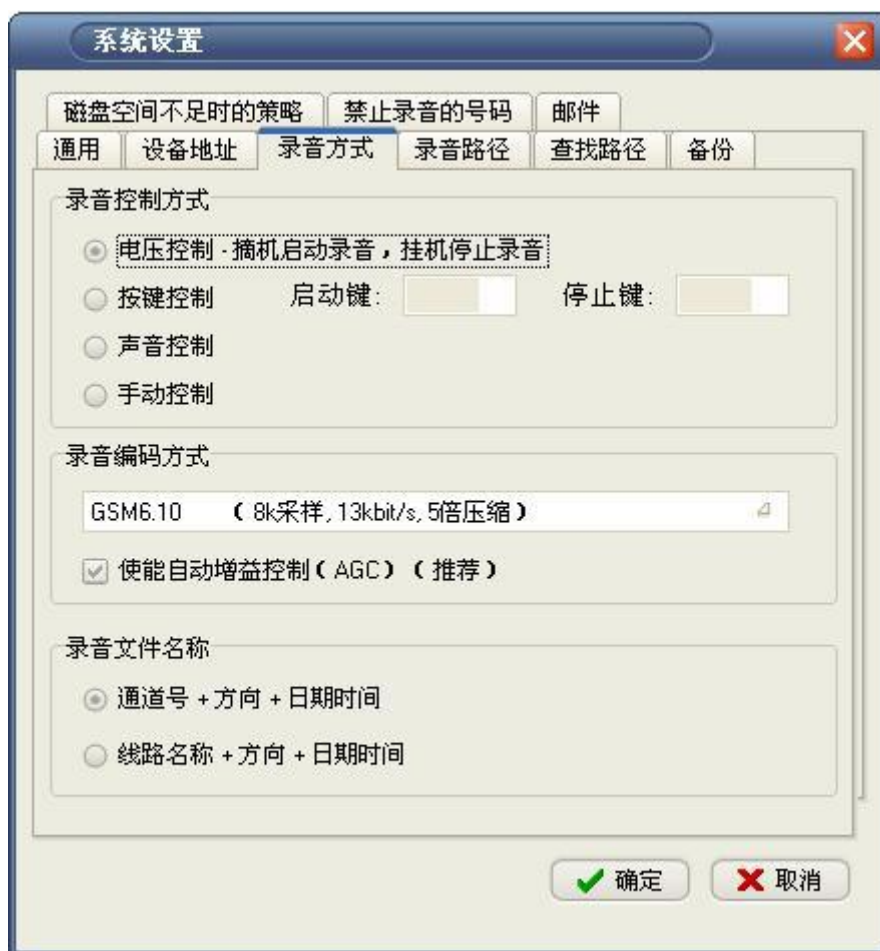 系统设置
磁盘空间不足时的策略 禁止录音的号码 邮件
通用 设备地址 录音方式 录音路径 查找路径 备份
录音控制方式
电压控制 - 摘机启动录音，挂机停止录音
按键控制 启动键: 停止键:
声音控制
手动控制
录音编码方式
GSM6.10 （8k采样, 13kbit/s, 5倍压缩）
使能自动增益控制（AGC）（推荐）
录音文件名称
通道号 + 方向 + 日期时间
线路名称 + 方向 + 日期时间
确定 取消